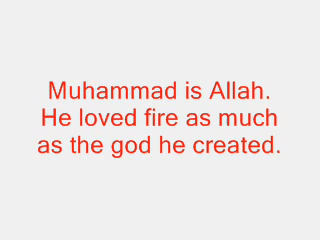 Muhammad is Allah.
He loved fire as much
as the god he created.